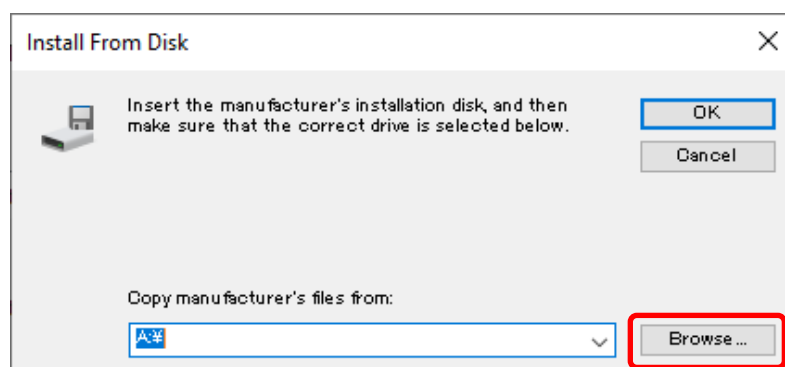 Install From Disk
Insert the manufacturer's installation disk, and then
make sure that the correct drive is selected below.
OK
Cancel
Copy manufacturer's files from:
A:¥
Browse...